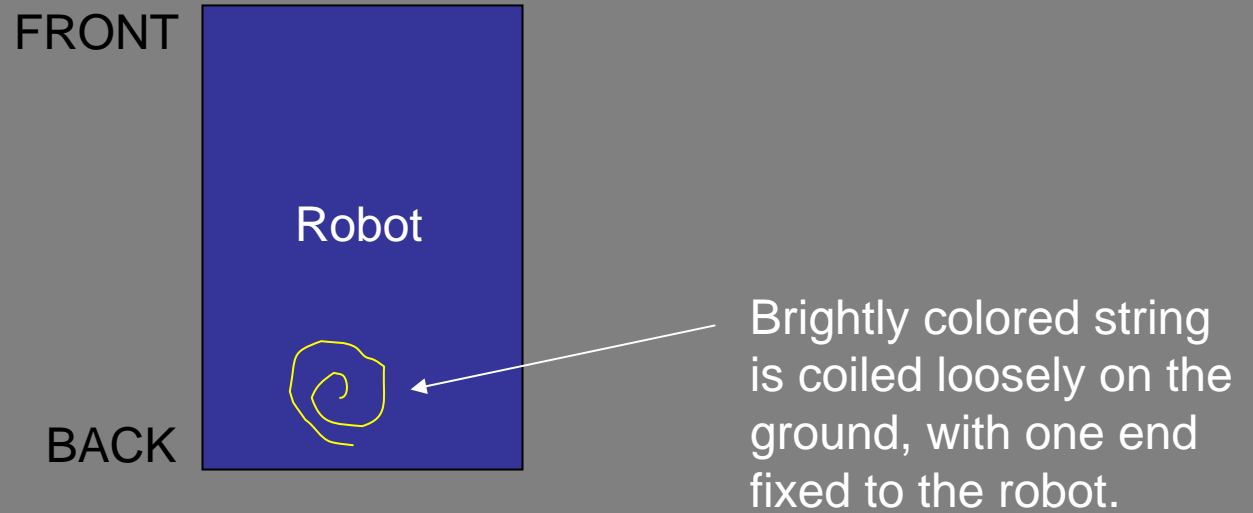 FRONT
Robot
Brightly colored string
is coiled loosely on the
ground, with one end
fixed to the robot.
BACK